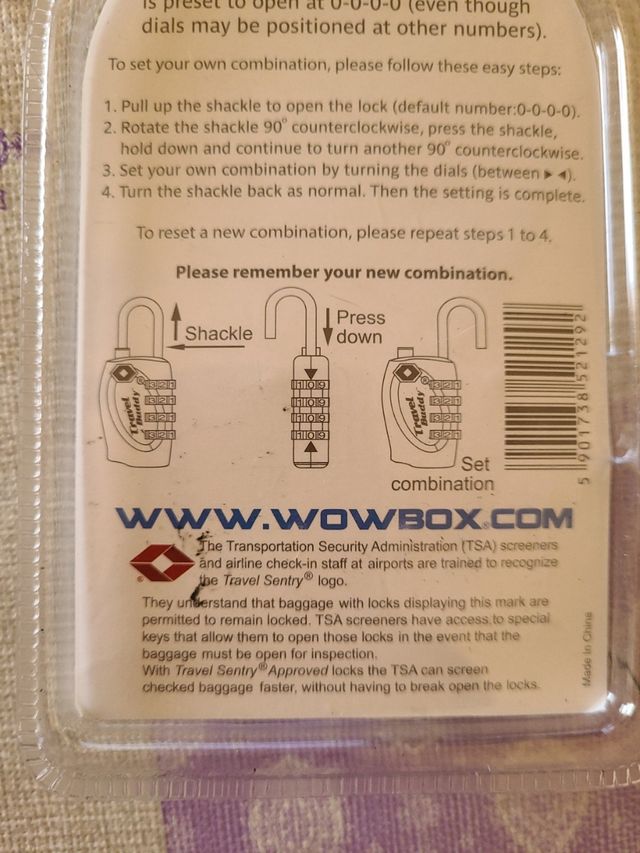 is preset to open at 0-0-0-0 (even though
dials may be positioned at other numbers).
To set your own combination, please follow these easy steps:
1. Pull up the shackle to open the lock (default number:0-0-0-0).
2. Rotate the shackle 90° counterclockwise, press the shackle,
hold down and continue to turn another 90° counterclockwise.
3. Set your own combination by turning the dials (between ▶ ◀).
4. Turn the shackle back as normal. Then the setting is complete.
To reset a new combination, please repeat steps 1 to 4.
Please remember your new combination.
Shackle
Press
down
Travel
Buddy
Travel
Buddy
Set
combination
5 901738 521292
WWW.WOWBOX.COM
The Transportation Security Administration (TSA) screeners
and airline check-in staff at airports are trained to recognize
the Travel Sentry® logo.
They understand that baggage with locks displaying this mark are
permitted to remain locked. TSA screeners have access to special
keys that allow them to open those locks in the event that the
baggage must be open for inspection.
With Travel Sentry® Approved locks the TSA can screen
checked baggage faster, without having to break open the locks.
Made In China